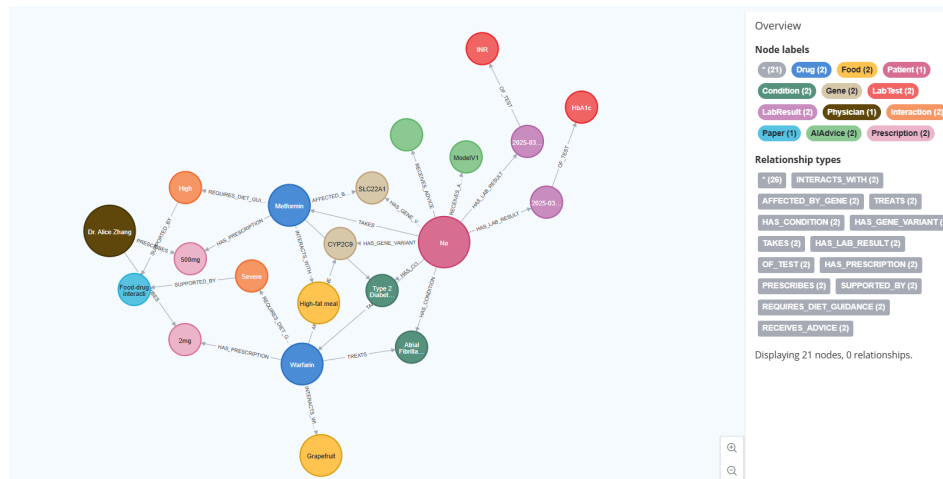 INR
HbA1c
2025-03...
2025-03...
ModelV1
OF_TEST
OF_TEST
RECEIVES_ADVICE
RECEIVES_A...
HAS_LAB_RESULT
HAS_LAB_RESULT
High
REQUIRES_DIET_GUI...
Metformin
AFFECTED_B...
SLC22A1
HAS_GENE_V...
TAKES
No
Dr. Alice Zhang
PRESCRIBES
HAS_PRESCRIPTION
500mg
INTERACTS_WITH
CYP2C9
HAS_GENE_VARIANT
HAS_CO...
Food-drug
interacti
SUPPORTED_BY
Severe
REQUIRES_DIET_G...
High-fat meal
Type 2
Diabet...
HAS_CONDITION
2mg
HAS_PRESCRIPTION
Warfarin
TREATS
Atrial
Fibrilla...
INTERACTS_WI...
Grapefruit
Overview
Node labels
* (21) Drug (2) Food (2) Patient (1)
Condition (2) Gene (2) LabTest (2)
LabResult (2) Physician (1) Interaction (2)
Paper (1) AIAdvice (2) Prescription (2)
Relationship types
* (26) INTERACTS_WITH (2)
AFFECTED_BY_GENE (2) TREATS (2)
HAS_CONDITION (2) HAS_GENE_VARIANT (
TAKES (2) HAS_LAB_RESULT (2)
OF_TEST (2) HAS_PRESCRIPTION (2)
PRESCRIBES (2) SUPPORTED_BY (2)
REQUIRES_DIET_GUIDANCE (2)
RECEIVES_ADVICE (2)
Displaying 21 nodes, 0 relationships.